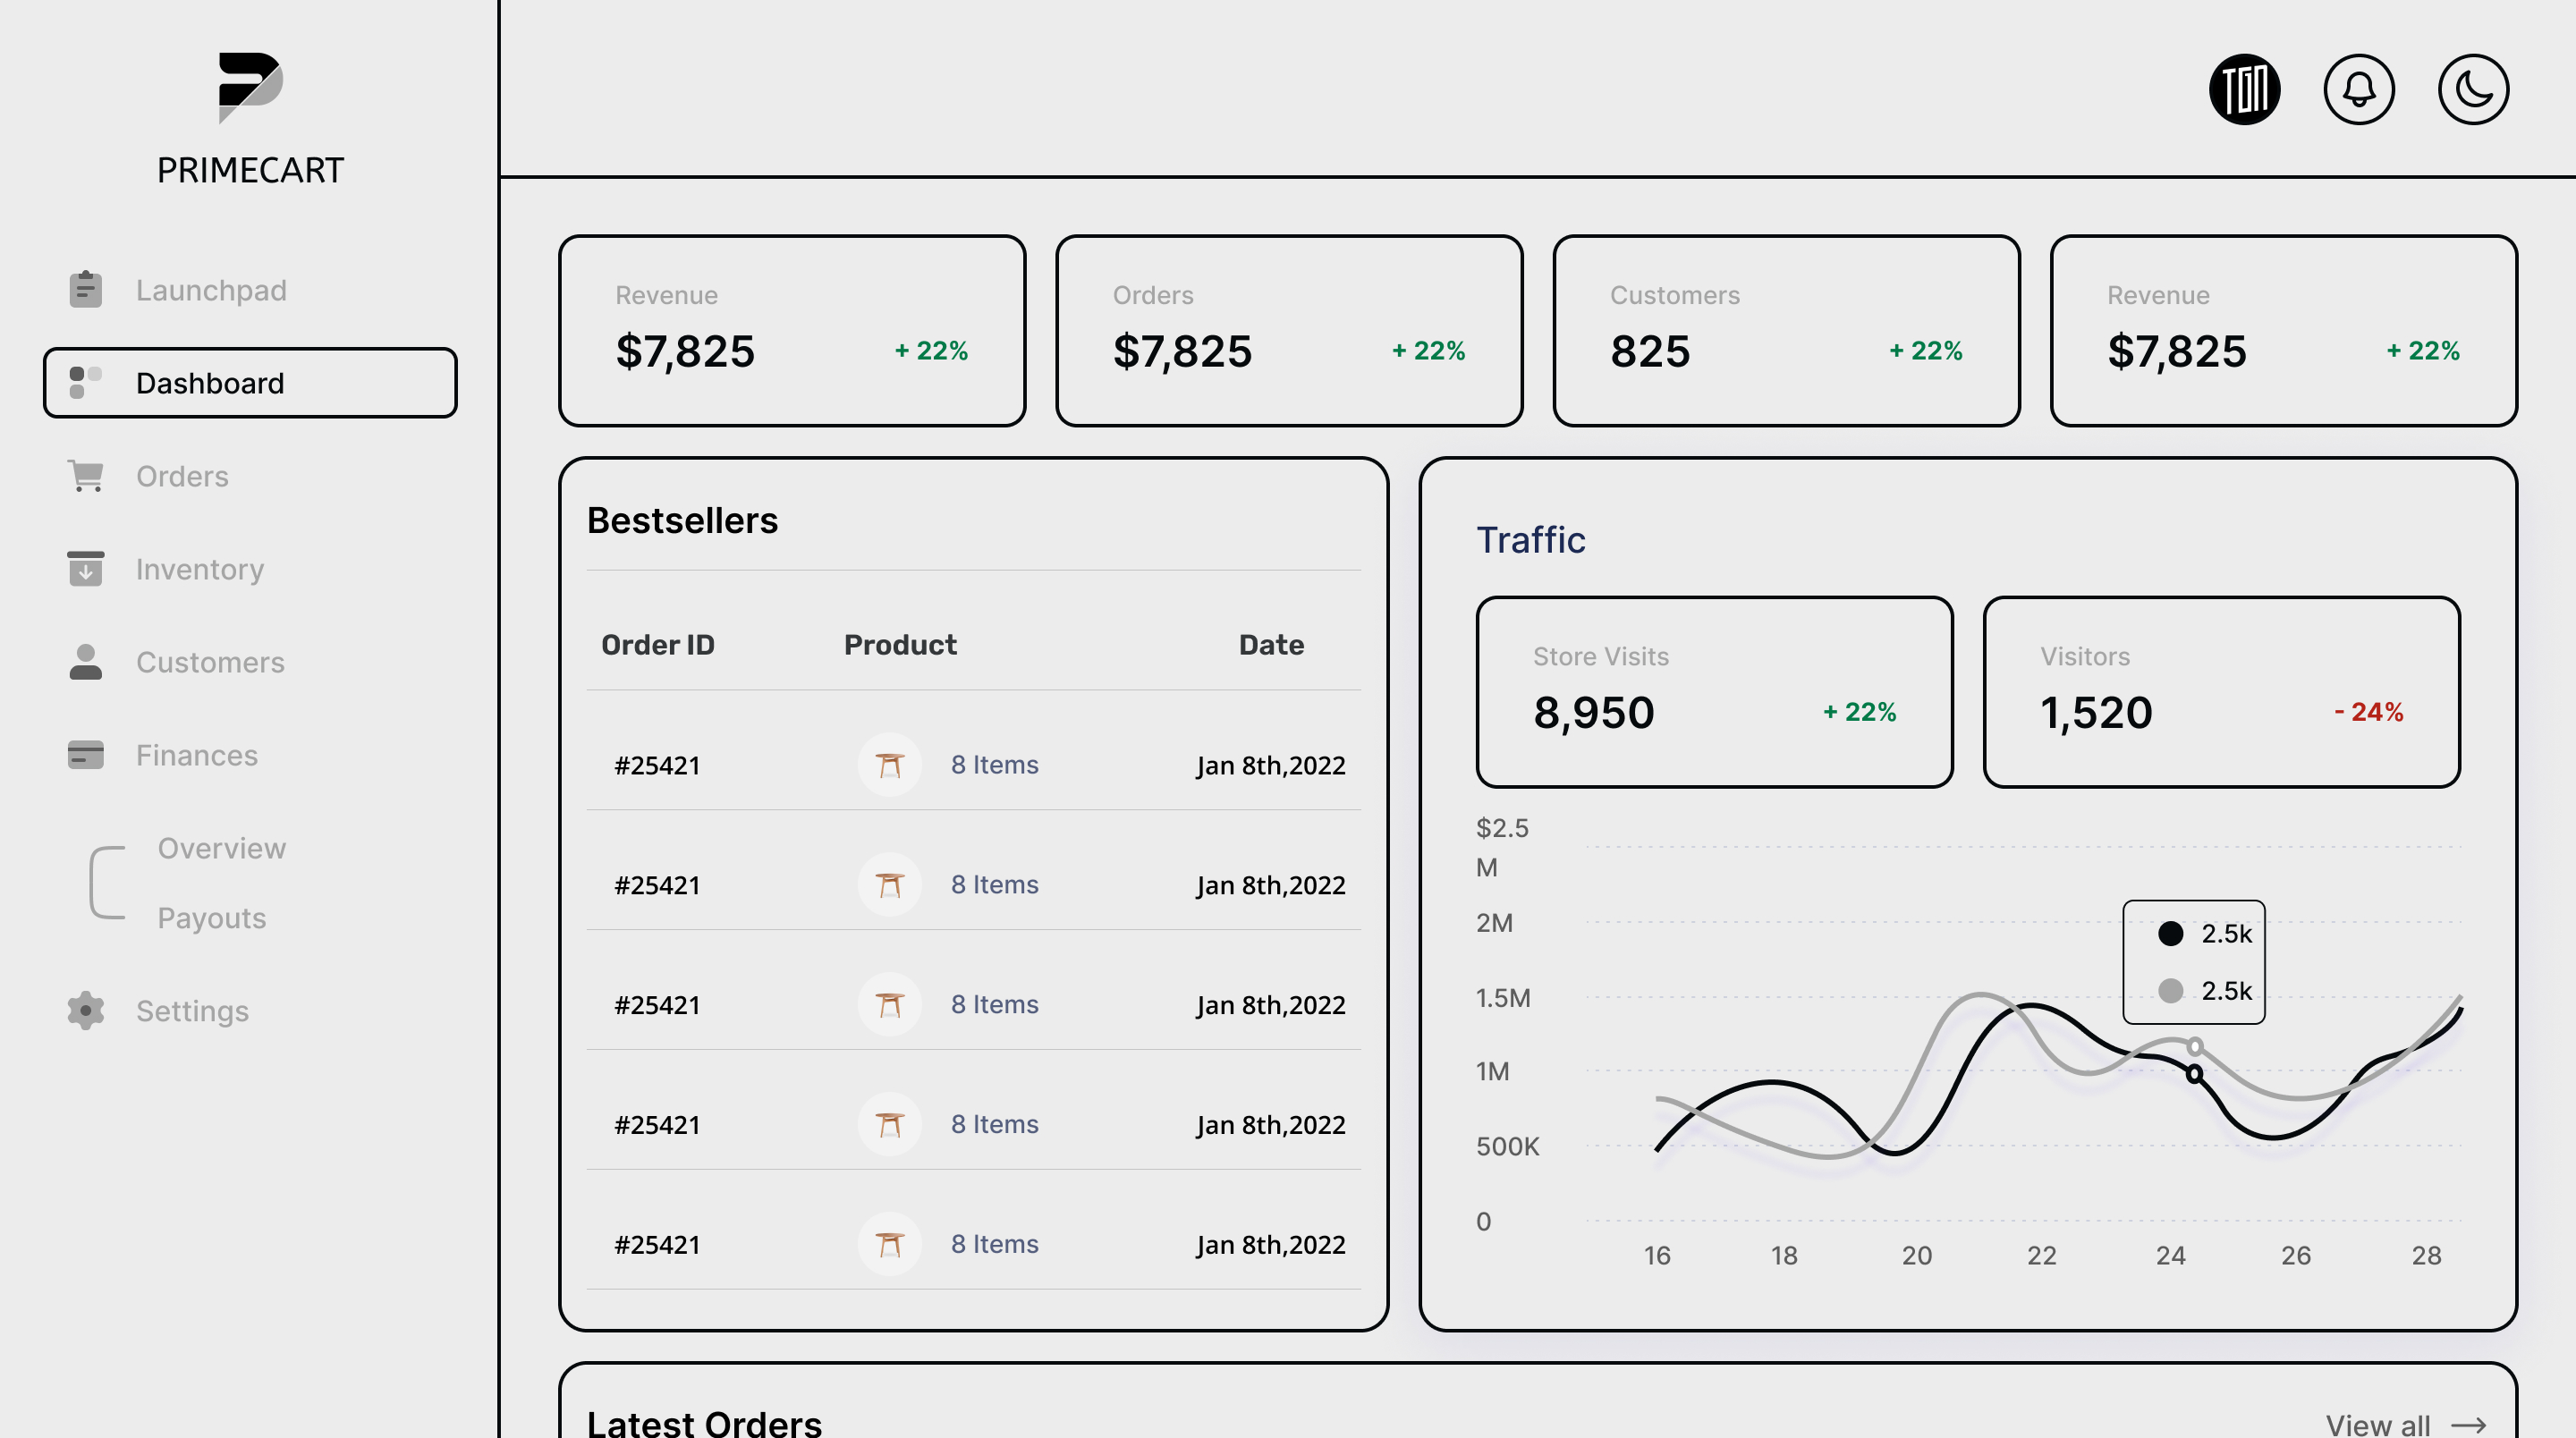 PRIMECART
Launchpad
Dashboard
Orders
Inventory
Customers
Finances
Overview
Payouts
Settings
TGN
Revenue
$7,825 + 22%
Orders
$7,825 + 22%
Customers
825 + 22%
Revenue
$7,825 + 22%
Bestsellers
Order ID Product Date
#25421 8 Items Jan 8th,2022
#25421 8 Items Jan 8th,2022
#25421 8 Items Jan 8th,2022
#25421 8 Items Jan 8th,2022
#25421 8 Items Jan 8th,2022
Traffic
Store Visits
8,950 + 22%
Visitors
1,520 - 24%
$2.5
M
2M
1.5M
1M
500K
0
2.5k
2.5k
16 18 20 22 24 26 28
Latest Orders
View all